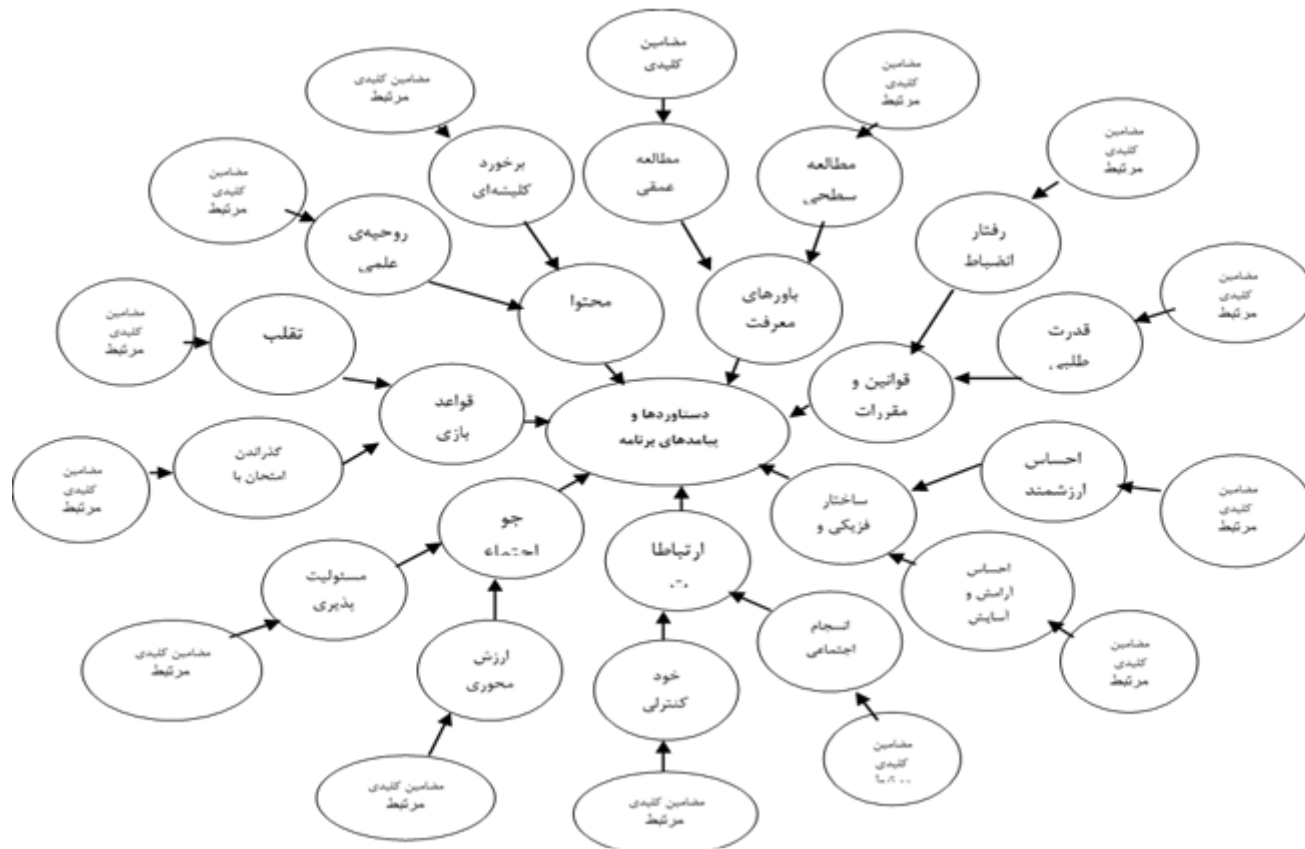 مضامین
کلیدی
مضامین کلیدی
مرتبط
مضامین
کلیدی
مرتبط
مضامین
کلیدی
مرتبط
برخورد
کلیشه‌ای
مطالعه
عمقی
مطالعه
سطحی
مضامین
کلیدی
مرتبط
روحیه‌ی
علمی
رفتار
انضباط
محتوا
باورهای
معرفت
مضامین
کلیدی
مرتبط
مضامین
کلیدی
مرتبط
تقلب
قدرت
طلبی
قوانین و
مقررات
قواعد
بازی
دستاوردها و
پیامدهای برنامه
گذراندن
امتحان با
مضامین
کلیدی
مرتبط
احساس
ارزشمند
مضامین
کلیدی
مرتبط
ساختار
فزیکی و
جو
ارتباطا
احساس
آرامش و
آسایش
مسئولیت
پذیری
انسجام
اجتماعی
مضامین کلیدی
مرتبط
ارزش
محوری
خود
کنترلی
مضامین
کلیدی
مرتبط
مضامین
کلیدی
مضامین کلیدی
مرتبط
مضامین کلیدی
مرتبط